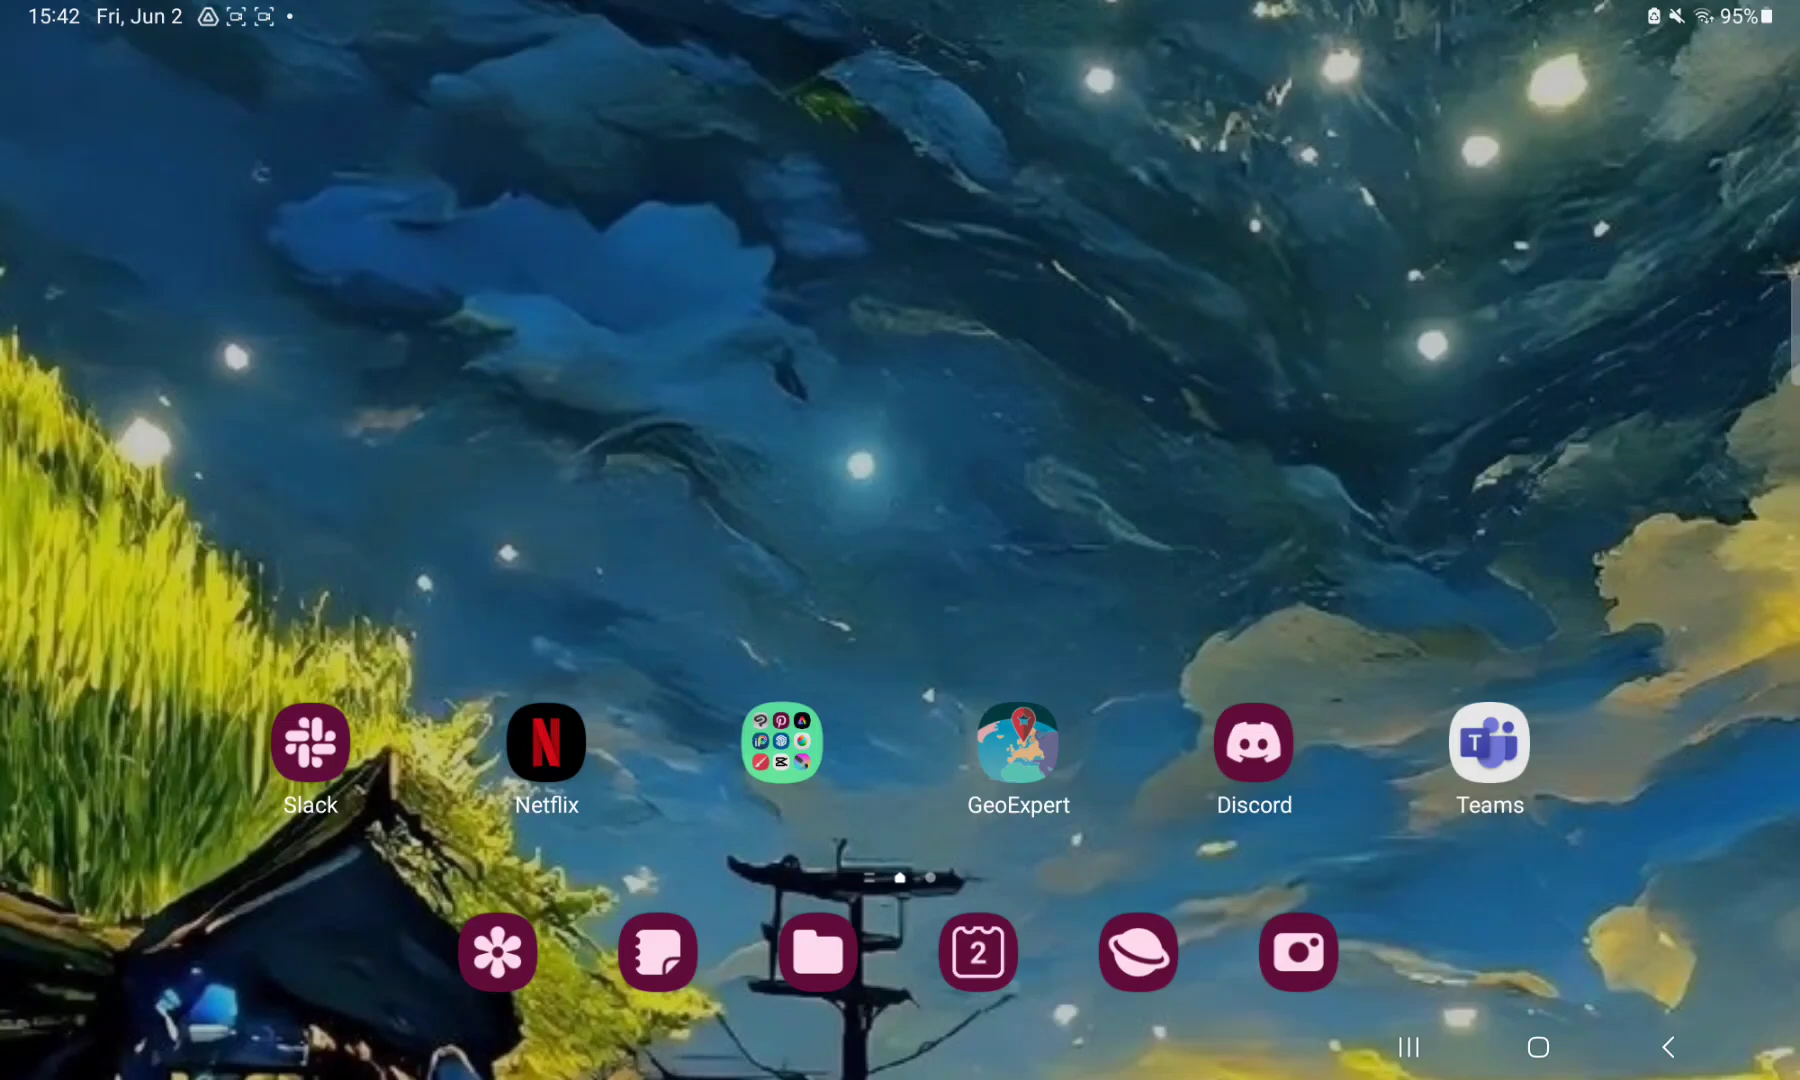 15:42 Fri, Jun 2
95%
N
T
Slack
Netflix
GeoExpert
Discord
Teams
2